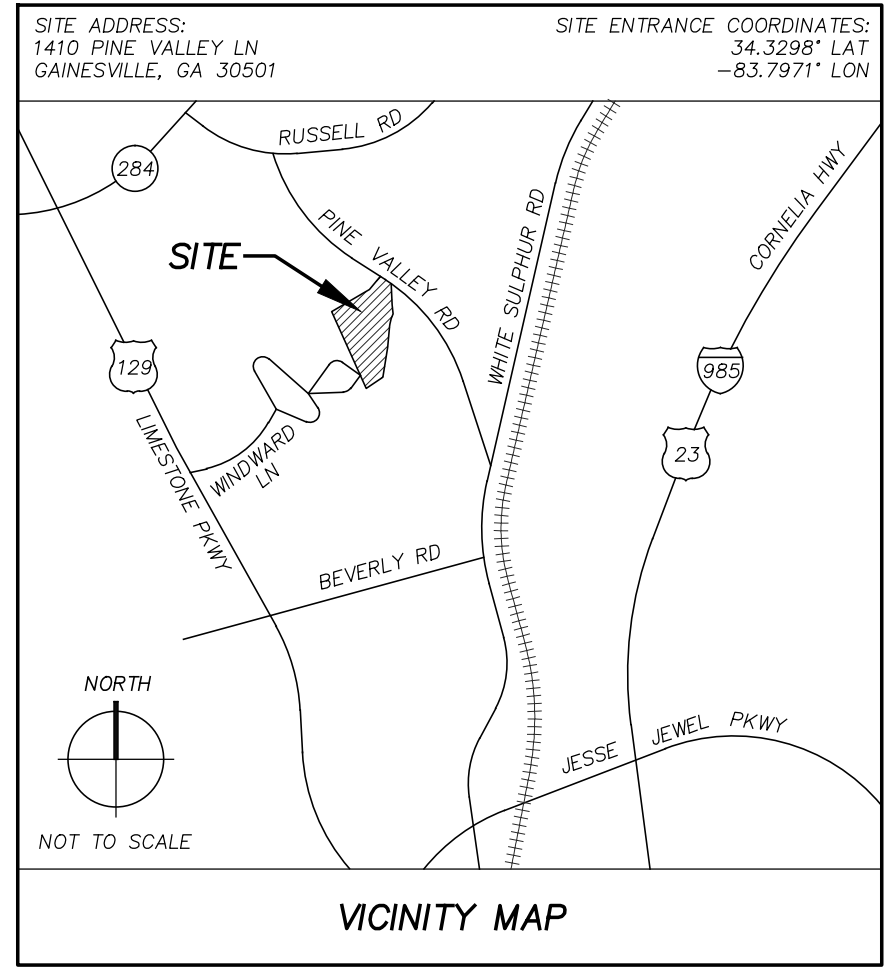 SITE ADDRESS:
1410 PINE VALLEY LN
GAINESVILLE, GA 30501
SITE ENTRANCE COORDINATES:
34.3298° LAT
−83.7971° LON
RUSSELL RD
284
PINE VALLEY RD
WHITE SULPHUR RD
CORNELIA HWY
SITE
129
985
LIMESTONE PKWY
WINDWARD
LN
23
BEVERLY RD
NORTH
JESSE JEWEL PKWY
NOT TO SCALE
VICINITY MAP